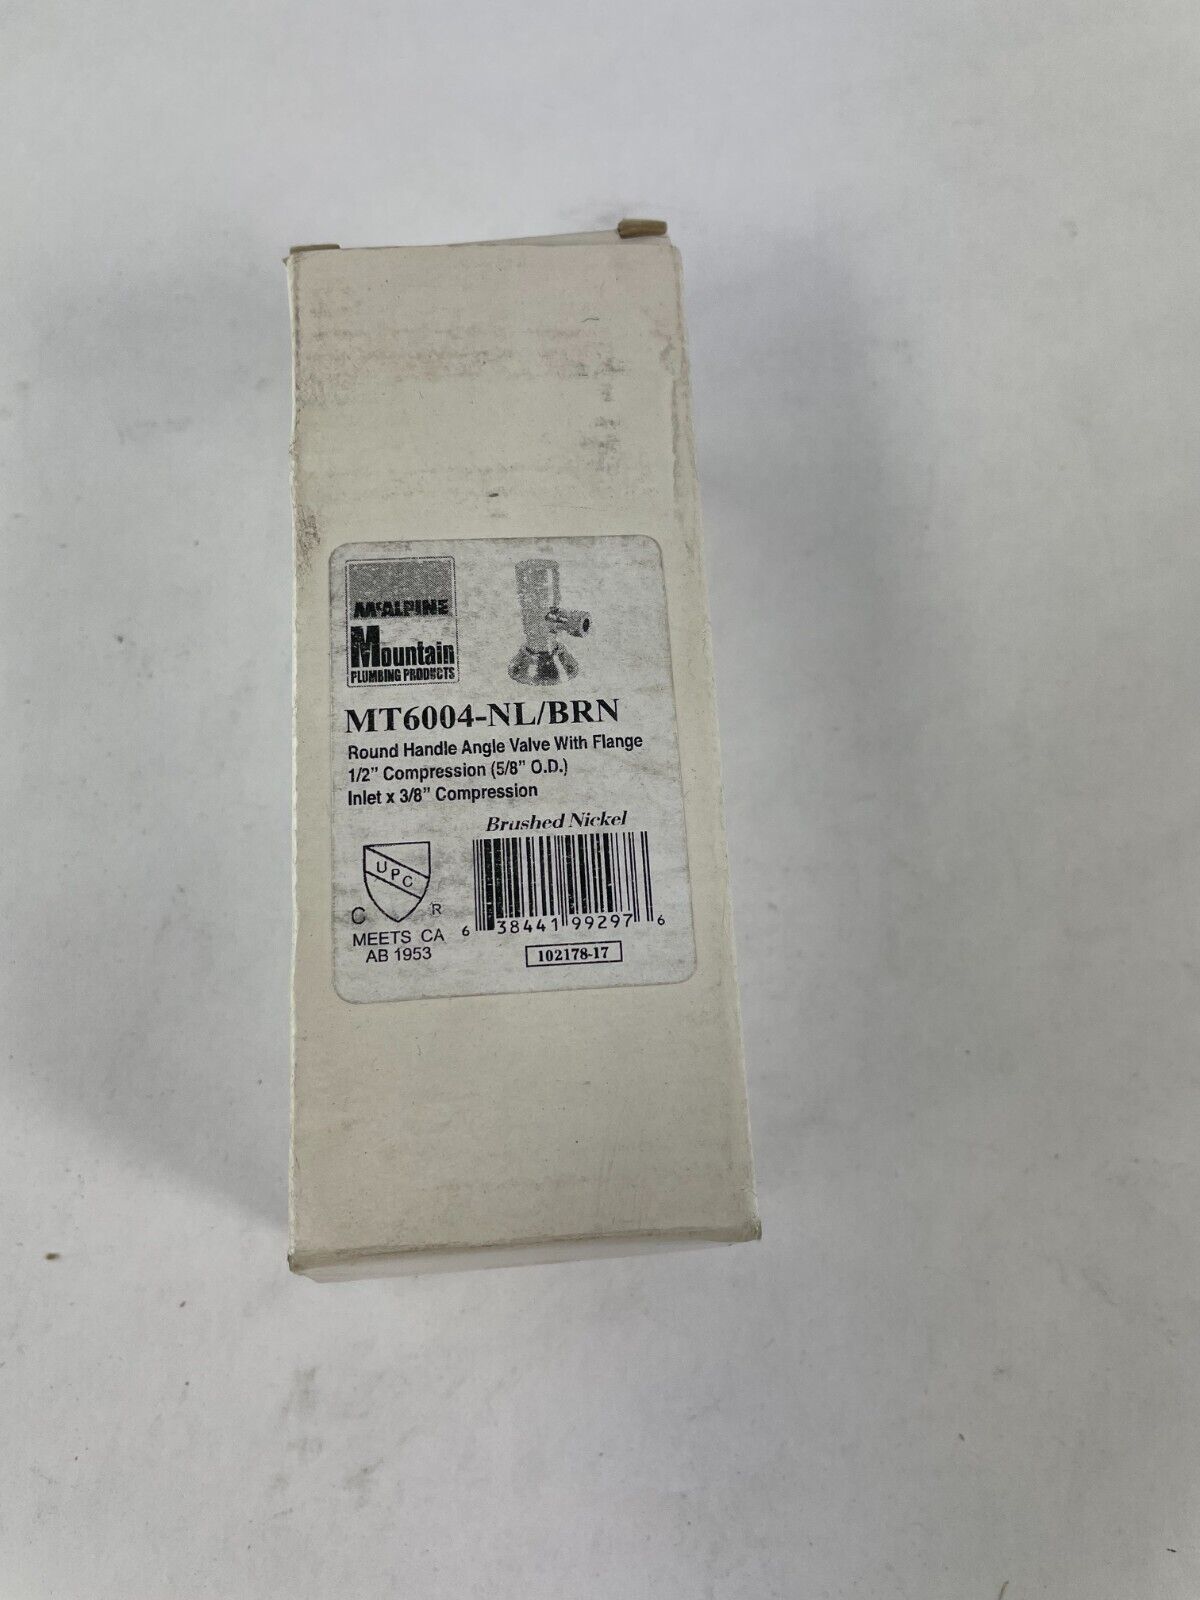 McALPINE
Mountain
PLUMBING PRODUCTS
MT6004-NL/BRN
Round Handle Angle Valve With Flange
1/2" Compression (5/8" O.D.)
Inlet x 3/8" Compression
Brushed Nickel
UPC
C R
MEETS CA
AB 1953
6 38441 99297 6
102178-17